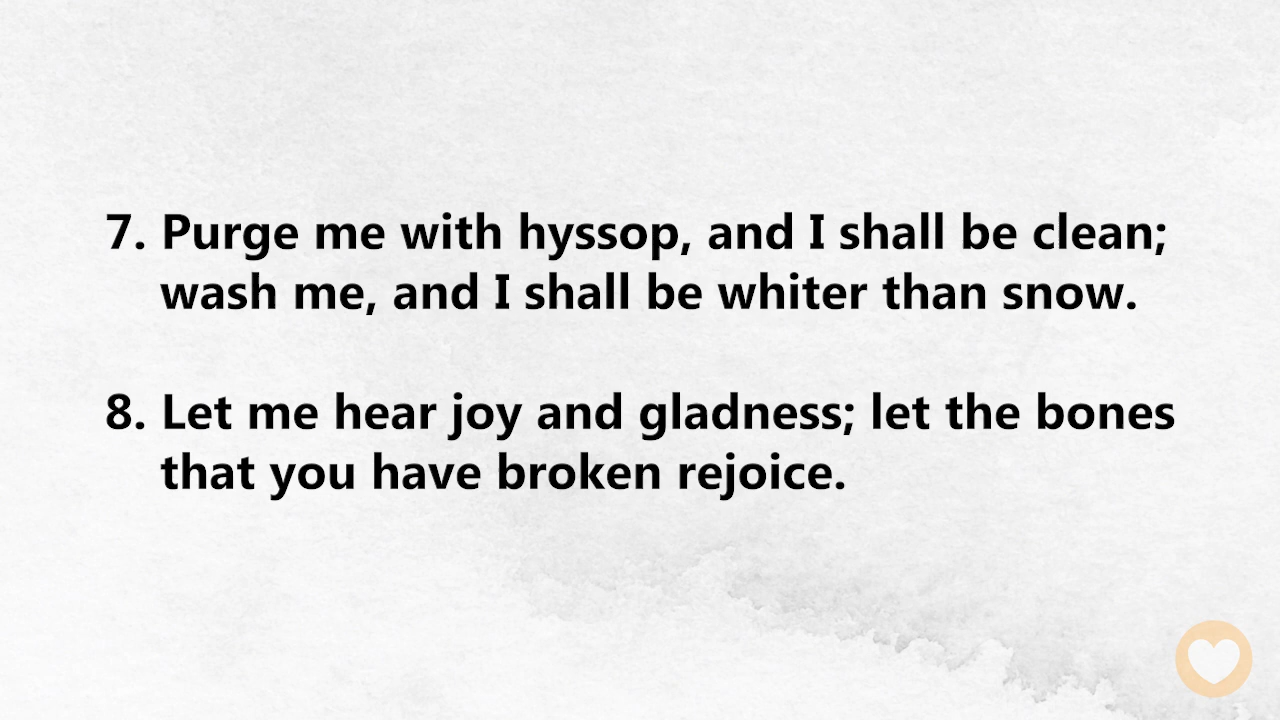 7. Purge me with hyssop, and I shall be clean;
wash me, and I shall be whiter than snow.
8. Let me hear joy and gladness; let the bones
that you have broken rejoice.